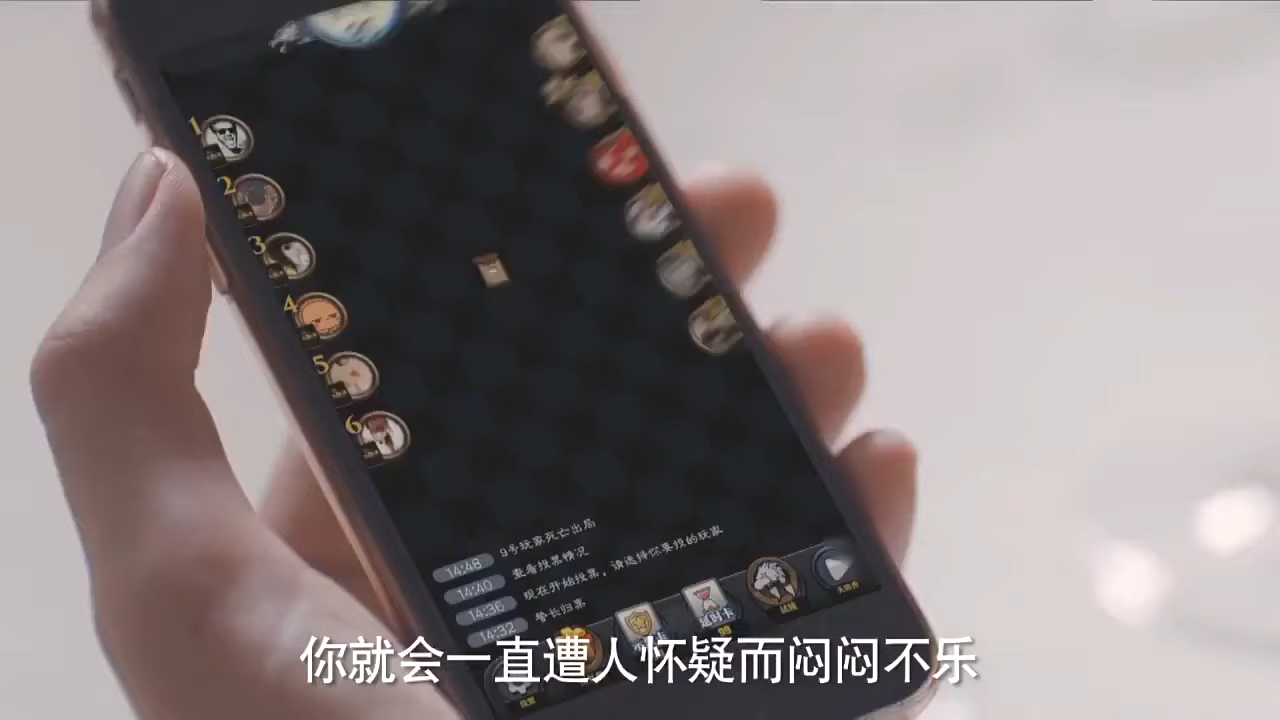 1
2
3
4
5
6
14:48 9号玩家死亡出局
14:40 查看投票情况
14:36 现在开始投票，请选择你要投的玩家
14:32 警长归票
延时卡
你就会一直遭人怀疑而闷闷不乐